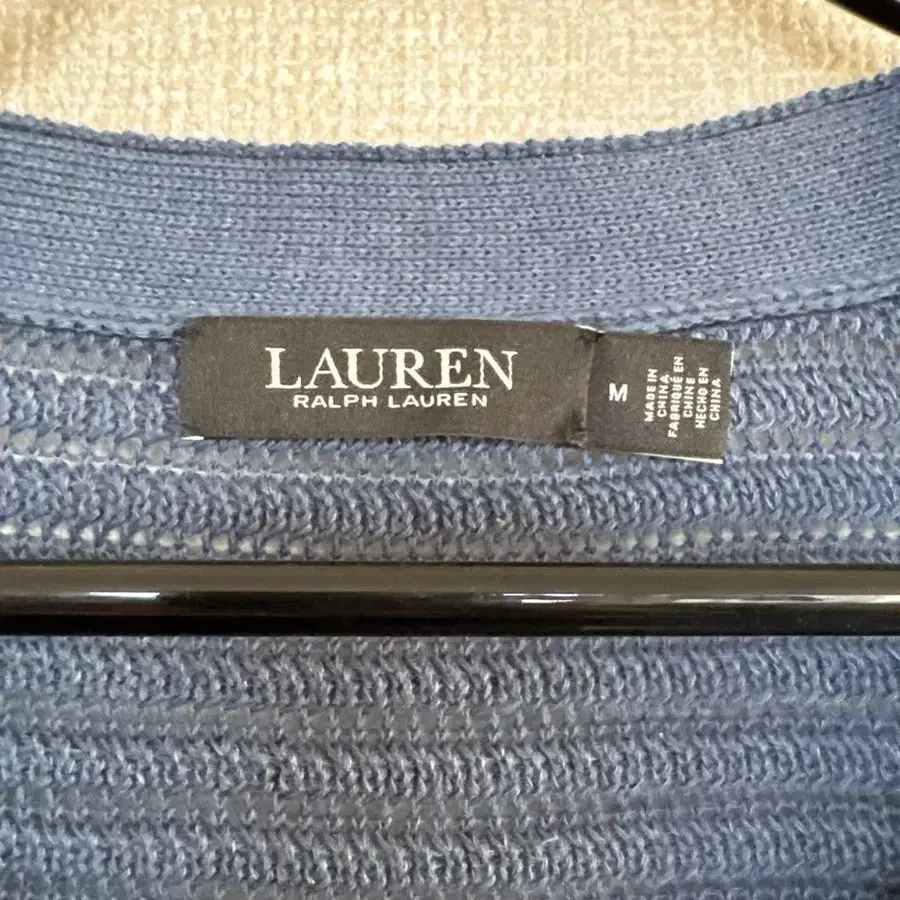 LAUREN
RALPH LAUREN
M
MADE IN
CHINA
FABRIQUÉ EN
CHINE
HECHO EN
CHINA